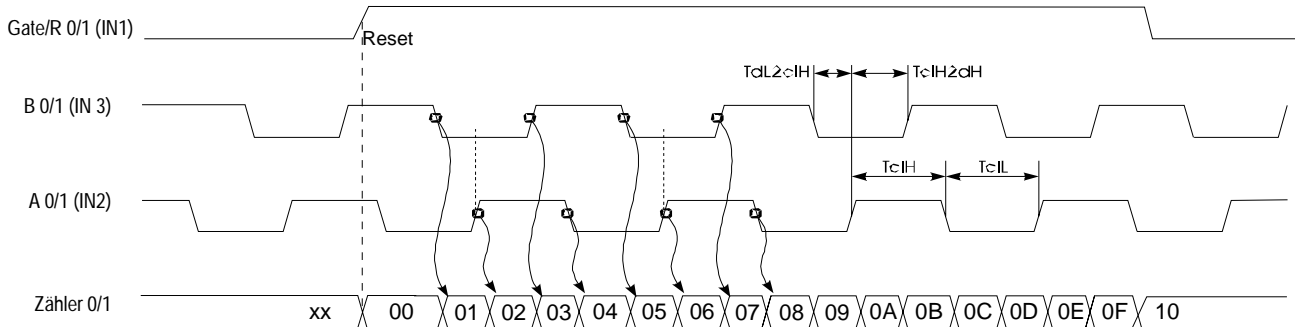 Gate/R 0/1 (IN1)
Reset
TdL2clH
TclH2dH
B 0/1 (IN 3)
TclH
TclL
A 0/1 (IN2)
Zähler 0/1
xx 00 01 02 03 04 05 06 07 08 09 0A 0B 0C 0D 0E 0F 10